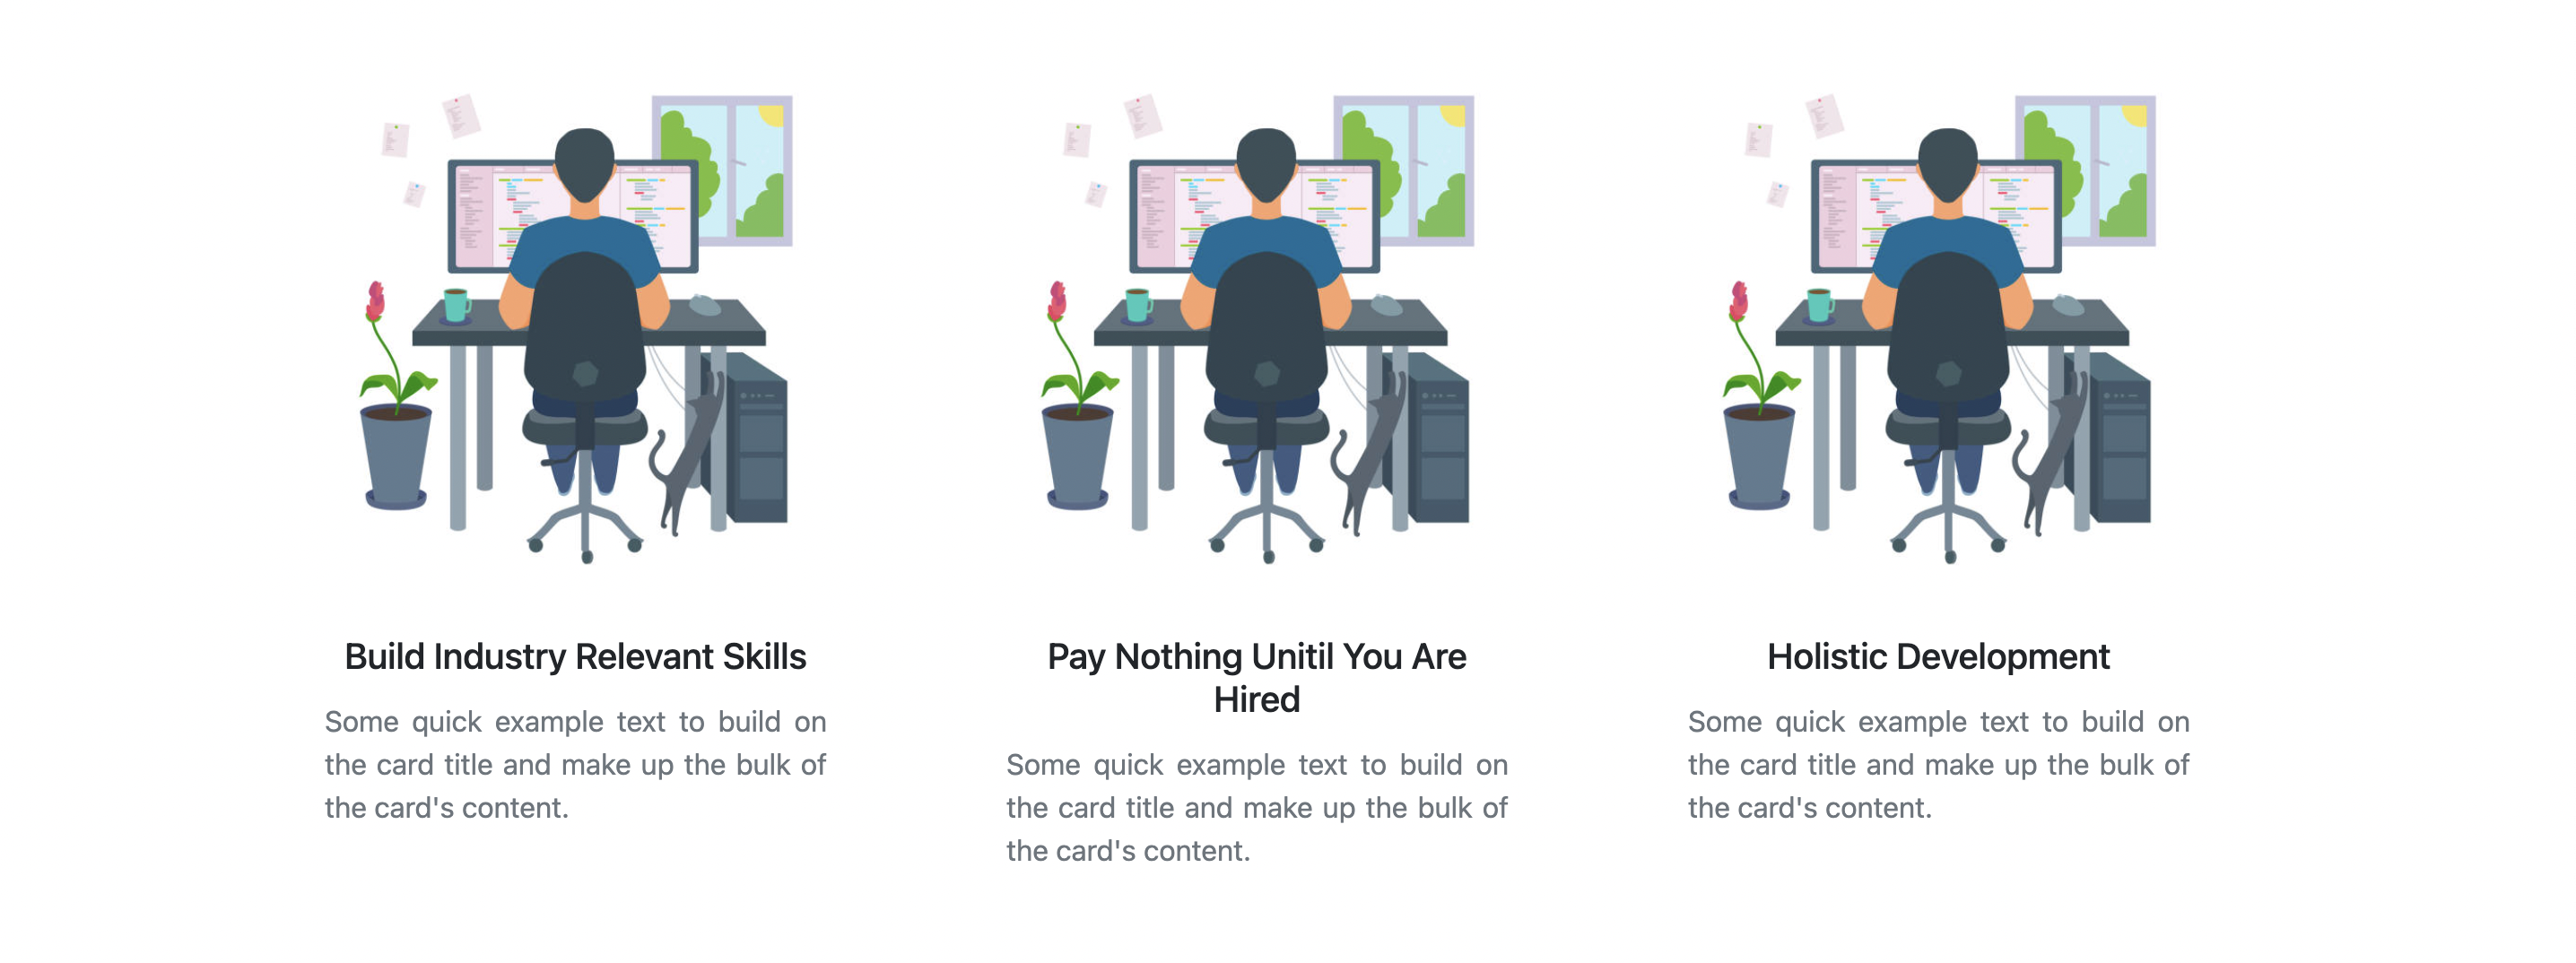 Build Industry Relevant Skills
Some quick example text to build on
the card title and make up the bulk of
the card's content.
Pay Nothing Unitil You Are
Hired
Some quick example text to build on
the card title and make up the bulk of
the card's content.
Holistic Development
Some quick example text to build on
the card title and make up the bulk of
the card's content.